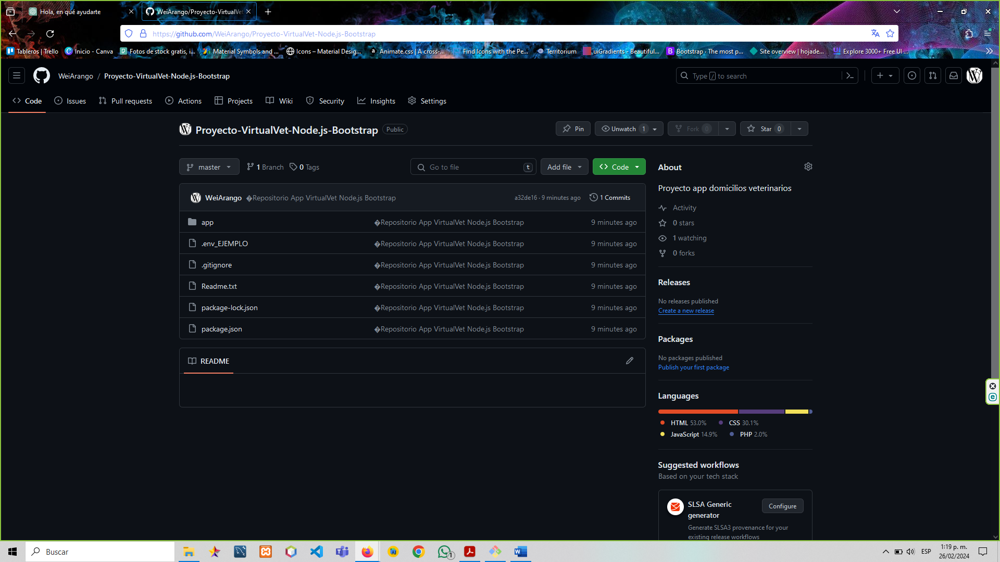 Hola, en qué ayudarte
WeiArango/Proyecto-VirtualVet
https://github.com/WeiArango/Proyecto-VirtualVet-Node.js-Bootstrap
Tableros | Trello
Inicio - Canva
Fotos de stock gratis, i...
Material Symbols and ...
Icons – Material Desig...
a Animate.css | A cross-...
Find Icons with the Pe...
Territorium
uiGradients - Beautiful...
B Bootstrap · The most p...
Site overview | hojade...
Explore 3000+ Free UI ...
WeiArango / Proyecto-VirtualVet-Node.js-Bootstrap
Type / to search
Code
Issues
Pull requests
Actions
Projects
Wiki
Security
Insights
Settings
Proyecto-VirtualVet-Node.js-Bootstrap Public
Pin
Unwatch 1
Fork 0
Star 0
master
1 Branch
0 Tags
Go to file t
Add file
Code
WeiArango �Repositorio App VirtualVet Node.js Bootstrap a32de16 · 9 minutes ago 1 Commits
app �Repositorio App VirtualVet Node.js Bootstrap 9 minutes ago
.env_EJEMPLO �Repositorio App VirtualVet Node.js Bootstrap 9 minutes ago
.gitignore �Repositorio App VirtualVet Node.js Bootstrap 9 minutes ago
Readme.txt �Repositorio App VirtualVet Node.js Bootstrap 9 minutes ago
package-lock.json �Repositorio App VirtualVet Node.js Bootstrap 9 minutes ago
package.json �Repositorio App VirtualVet Node.js Bootstrap 9 minutes ago
README
About
Proyecto app domicilios veterinarios
Activity
0 stars
1 watching
0 forks
Releases
No releases published
Create a new release
Packages
No packages published
Publish your first package
Languages
HTML 53.0% CSS 30.1%
JavaScript 14.9% PHP 2.0%
Suggested workflows
Based on your tech stack
SLSA Generic
generator
Configure
Generate SLSA3 provenance for your
existing release workflows
Buscar
1
ESP
1:19 p. m.
26/02/2024